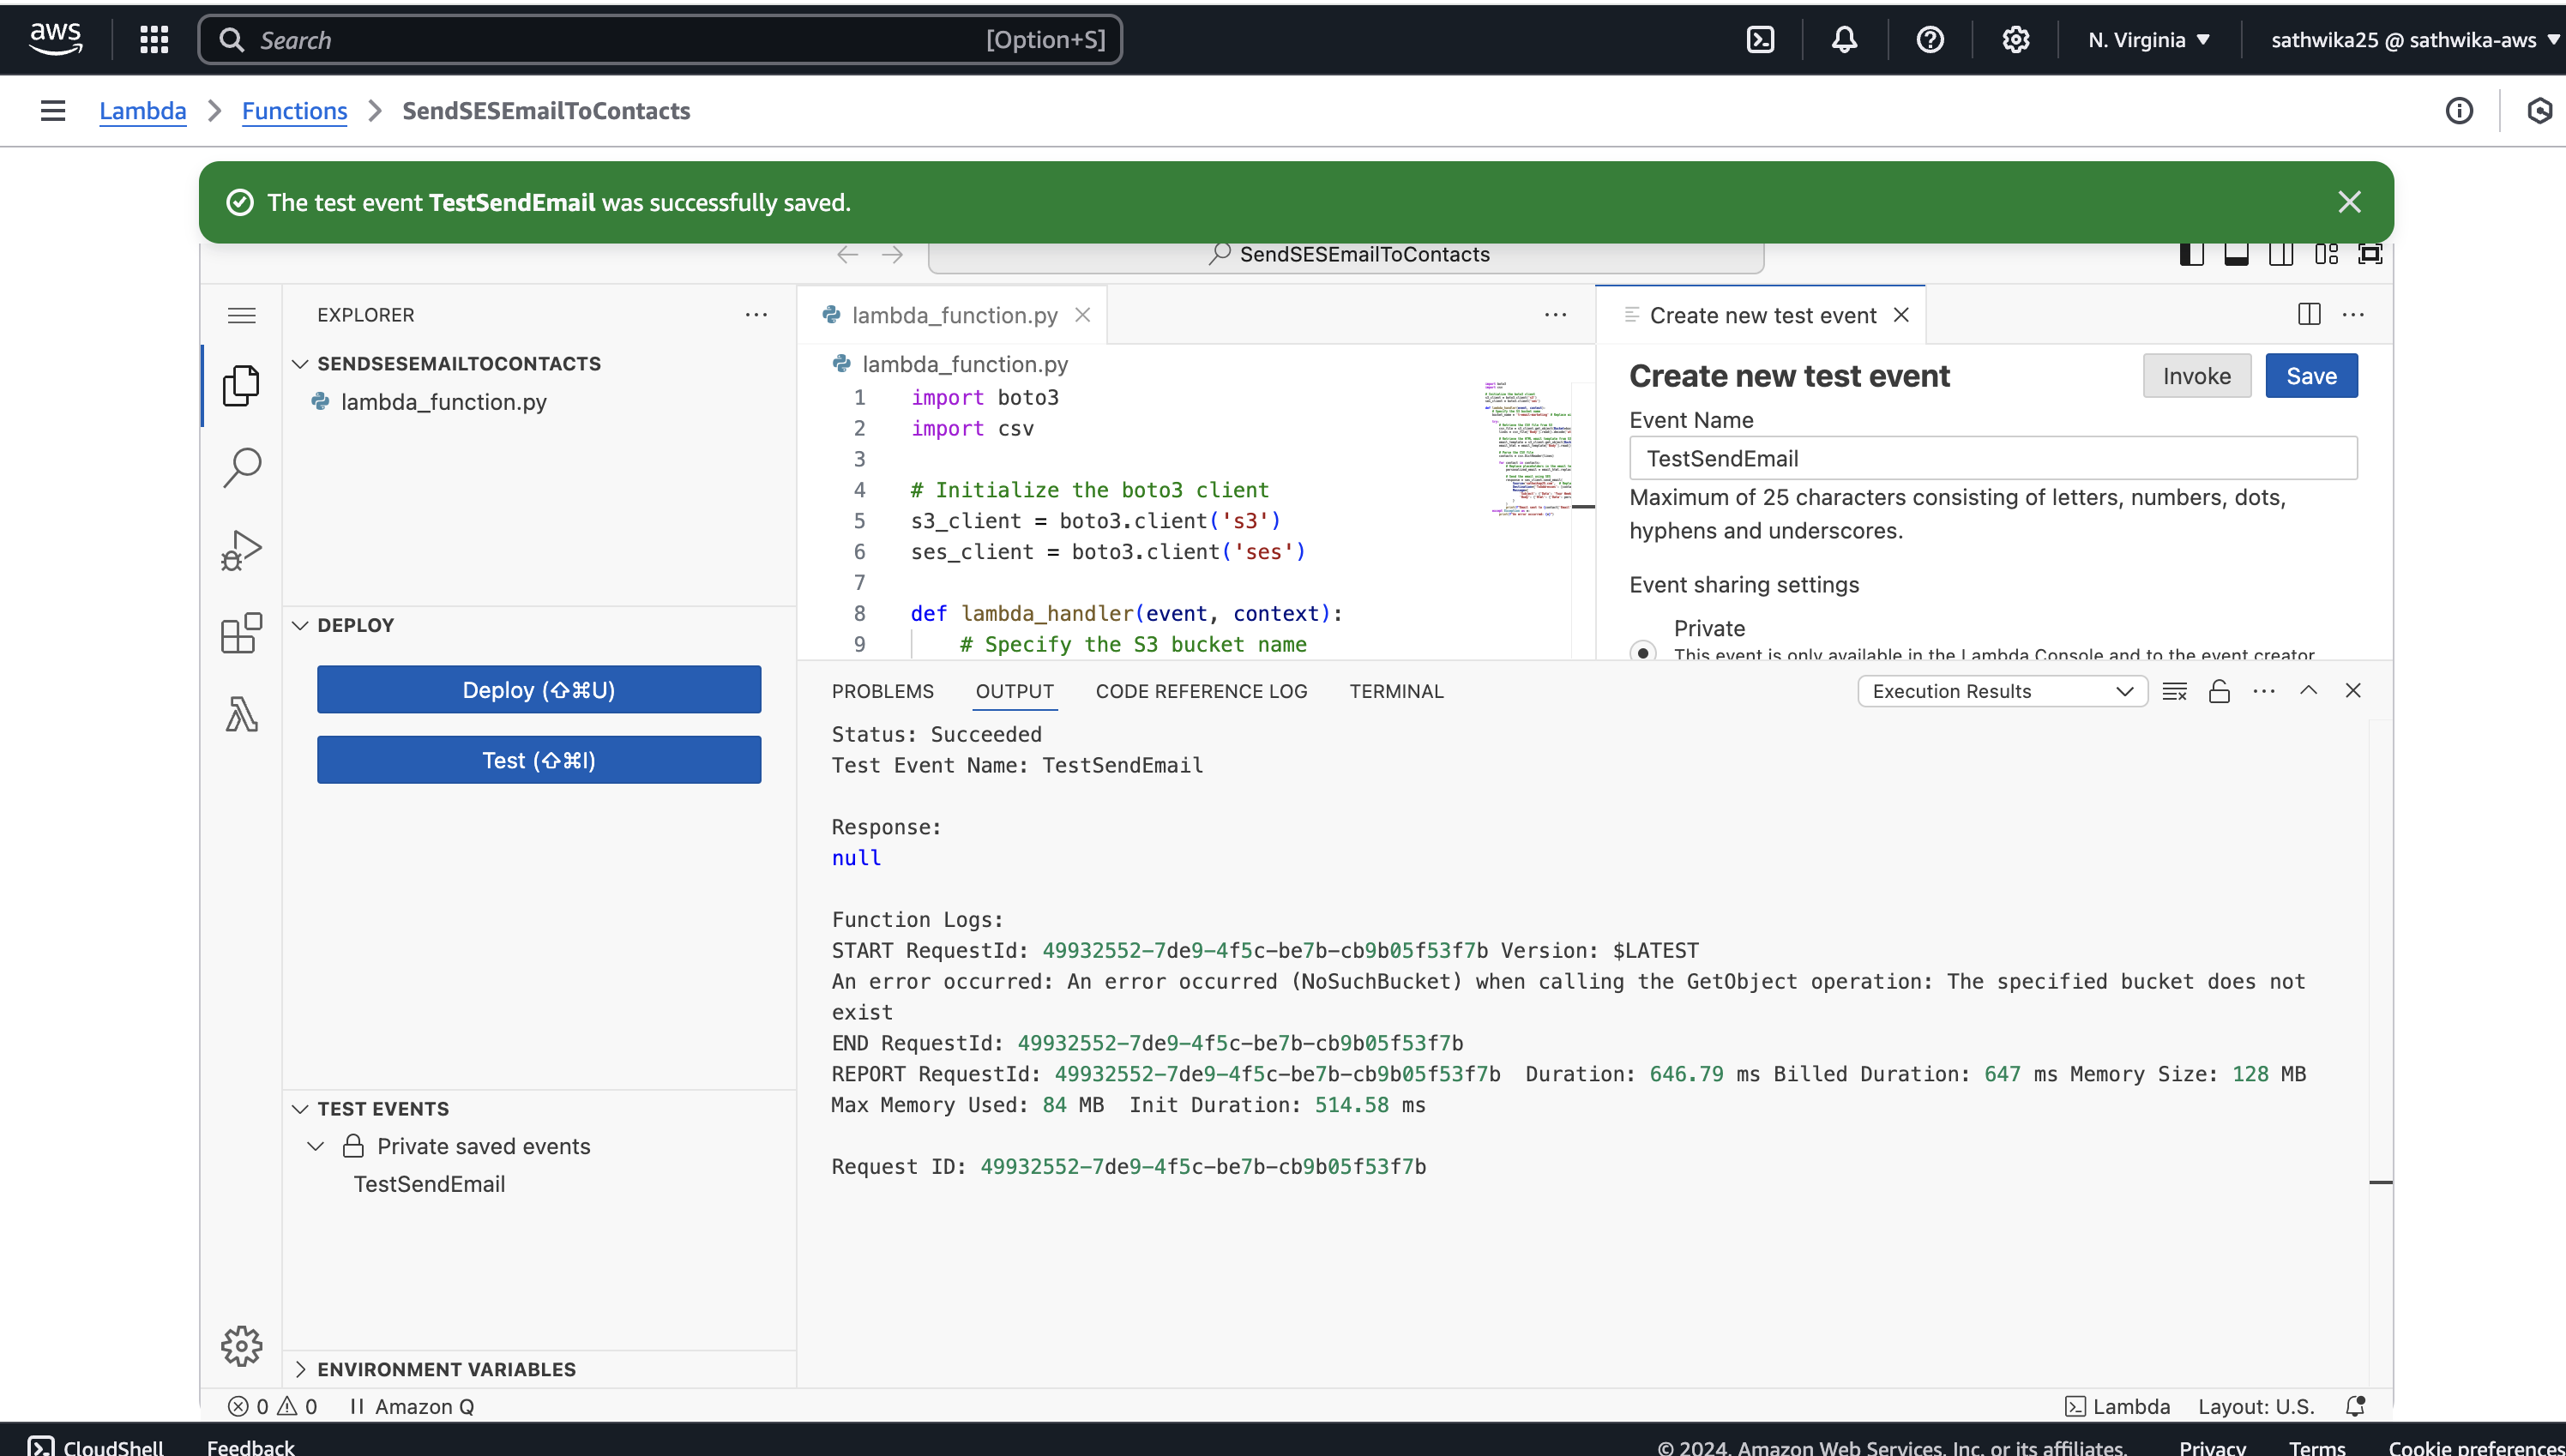 aws
Search
[Option+S]
N. Virginia
sathwika25 @ sathwika-aws
Lambda
Functions
SendSESEmailToContacts
The test event TestSendEmail was successfully saved.
SendSESEmailToContacts
EXPLORER
SENDSESEMAILTOCONTACTS
lambda_function.py
DEPLOY
Deploy (⇧⌘U)
Test (⇧⌘I)
TEST EVENTS
Private saved events
TestSendEmail
ENVIRONMENT VARIABLES
lambda_function.py
lambda_function.py
1 import boto3
2 import csv
3
4 # Initialize the boto3 client
5 s3_client = boto3.client('s3')
6 ses_client = boto3.client('ses')
7
8 def lambda_handler(event, context):
9 # Specify the S3 bucket name
Create new test event
Create new test event
Invoke
Save
Event Name
TestSendEmail
Maximum of 25 characters consisting of letters, numbers, dots,
hyphens and underscores.
Event sharing settings
Private
This event is only available in the Lambda Console and to the event creator
PROBLEMS
OUTPUT
CODE REFERENCE LOG
TERMINAL
Execution Results
Status: Succeeded
Test Event Name: TestSendEmail
Response:
null
Function Logs:
START RequestId: 49932552-7de9-4f5c-be7b-cb9b05f53f7b Version: $LATEST
An error occurred: An error occurred (NoSuchBucket) when calling the GetObject operation: The specified bucket does not
exist
END RequestId: 49932552-7de9-4f5c-be7b-cb9b05f53f7b
REPORT RequestId: 49932552-7de9-4f5c-be7b-cb9b05f53f7b Duration: 646.79 ms Billed Duration: 647 ms Memory Size: 128 MB
Max Memory Used: 84 MB Init Duration: 514.58 ms
Request ID: 49932552-7de9-4f5c-be7b-cb9b05f53f7b
0
0
Amazon Q
Lambda
Layout: U.S.
CloudShell
Feedback
© 2024, Amazon Web Services, Inc. or its affiliates.
Privacy
Terms
Cookie preferences